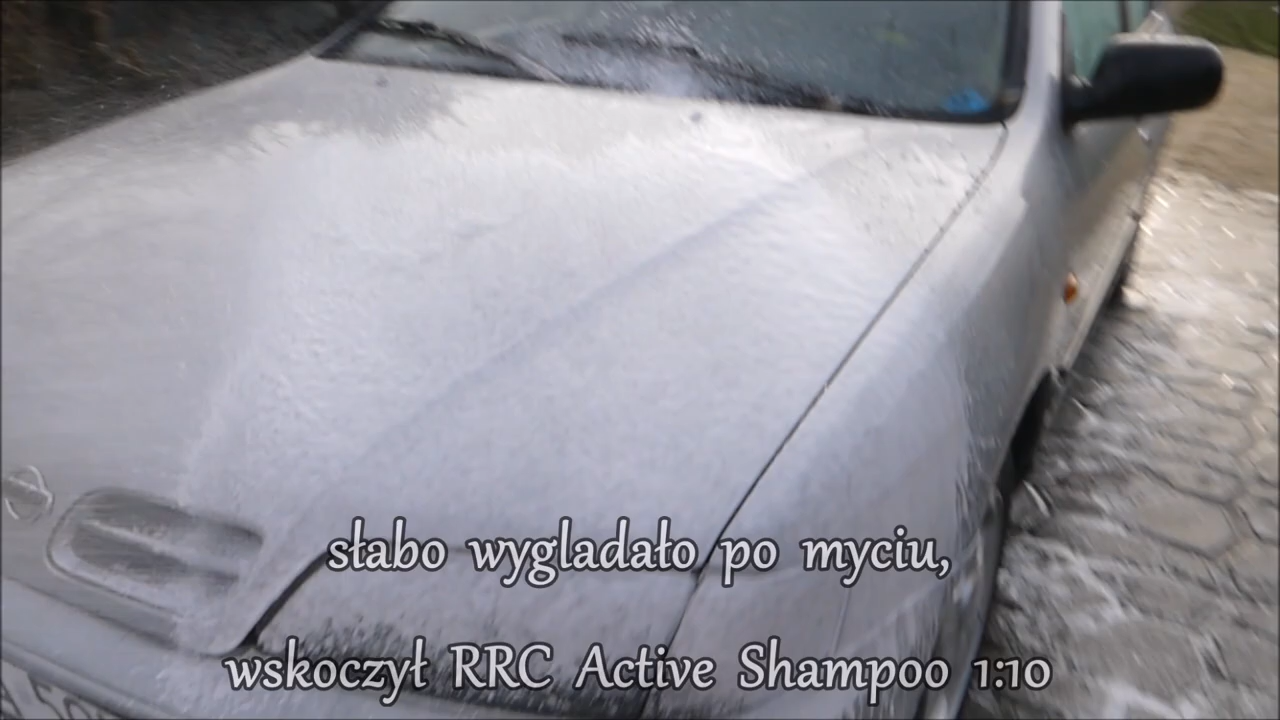 słabo wygladało po myciu,
wskoczył RRC Active Shampoo 1:10